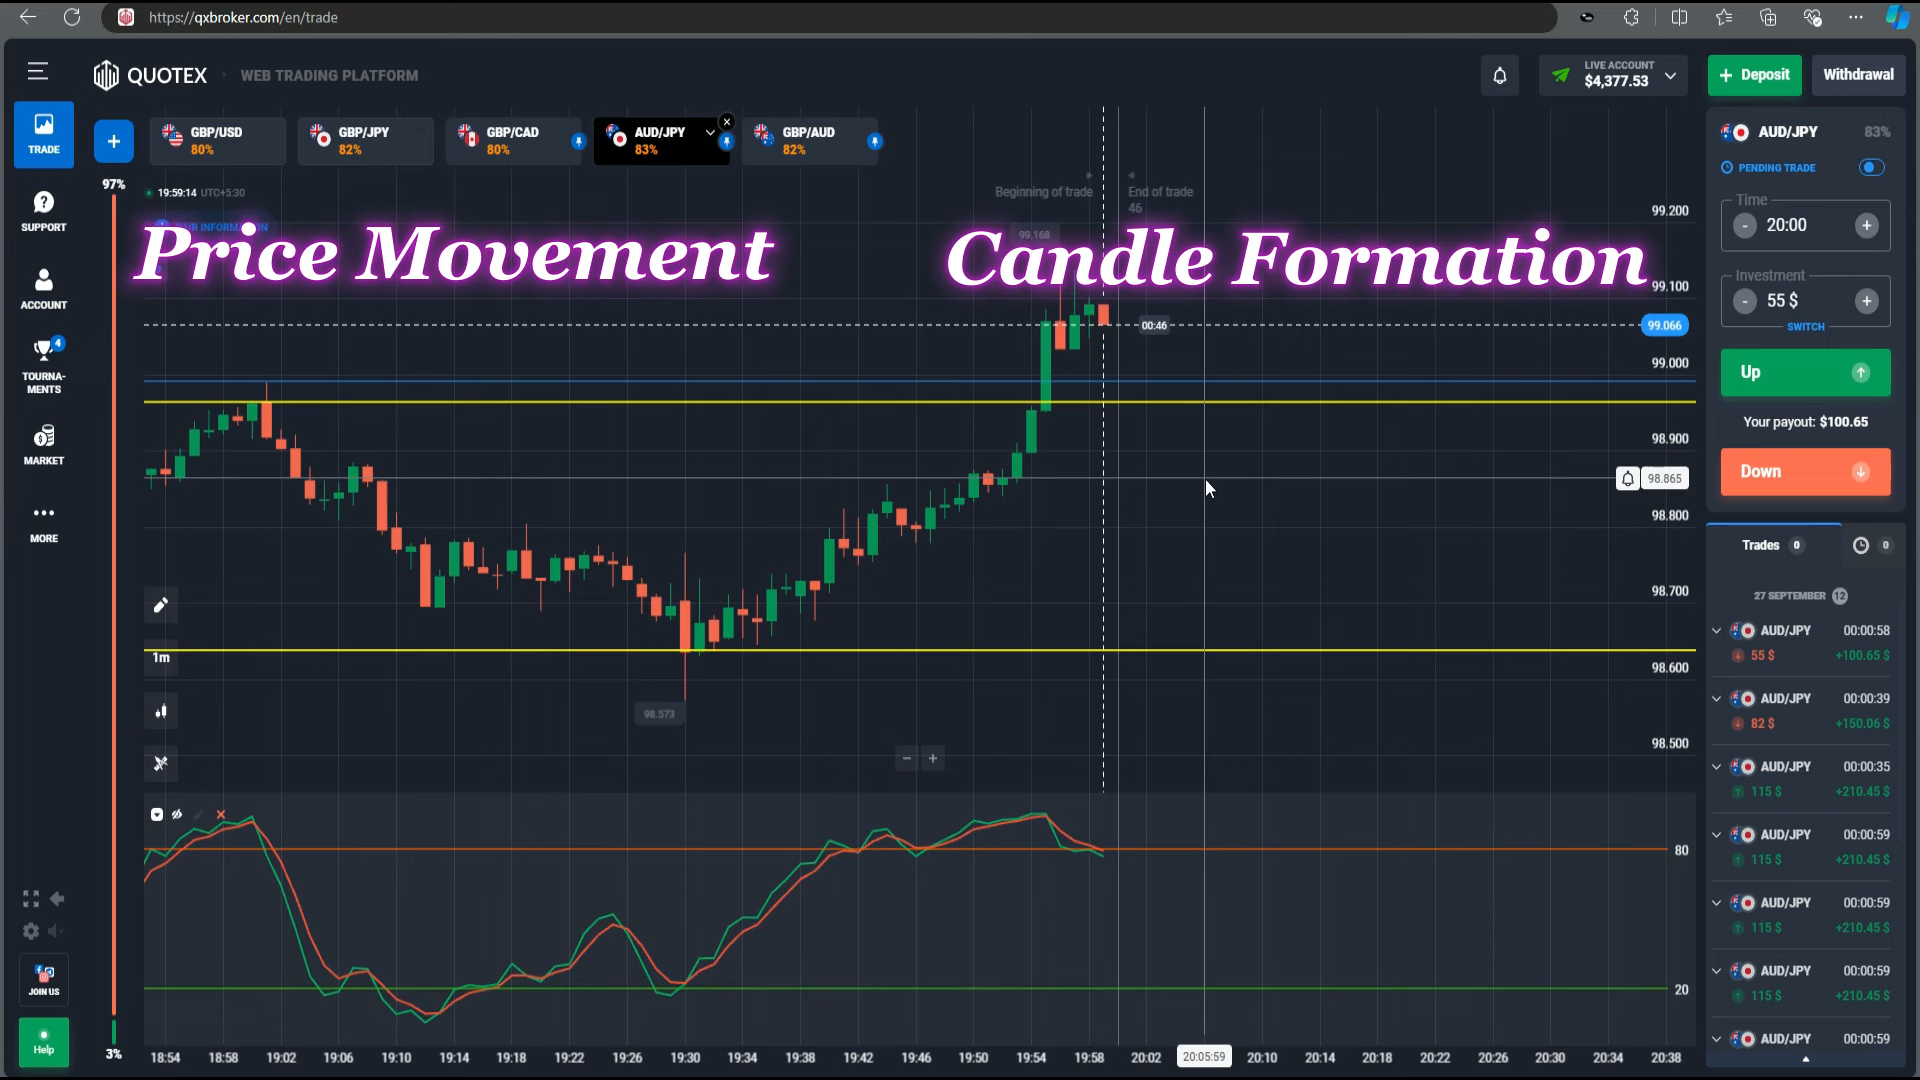 https://qxbroker.com/en/trade
QUOTEX
WEB TRADING PLATFORM
LIVE ACCOUNT
$4,377.53
+ Deposit
Withdrawal
TRADE
SUPPORT
ACCOUNT
4
TOURNA-
MENTS
MARKET
MORE
JOIN US
Help
+
GBP/USD
80%
GBP/JPY
82%
GBP/CAD
80%
AUD/JPY
83%
GBP/AUD
82%
97%
3%
19:59:14 UTC+5:30
Beginning of trade
End of trade
46
Price Movement
Candle Formation
99.168
00:46
98.573
1m
99.200
99.100
99.066
99.000
98.900
98.865
98.800
98.700
98.600
98.500
80
20
18:54 18:58 19:02 19:06 19:10 19:14 19:18 19:22 19:26 19:30 19:34 19:38 19:42 19:46 19:50 19:54 19:58 20:02 20:05:59 20:10 20:14 20:18 20:22 20:26 20:30 20:34 20:38
AUD/JPY 83%
PENDING TRADE
Time
- 20:00 +
Investment
- 55 $ +
SWITCH
Up
Your payout: $100.65
Down
Trades 0
0
27 SEPTEMBER 12
AUD/JPY 00:00:58
55 $ +100.65 $
AUD/JPY 00:00:39
82 $ +150.06 $
AUD/JPY 00:00:35
115 $ +210.45 $
AUD/JPY 00:00:59
115 $ +210.45 $
AUD/JPY 00:00:59
115 $ +210.45 $
AUD/JPY 00:00:59
115 $ +210.45 $
AUD/JPY 00:00:59